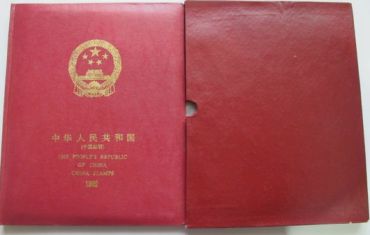 中华人民共和国
THE PEOPLE'S REPUBLIC
OF CHINA
CHINA STAMPS